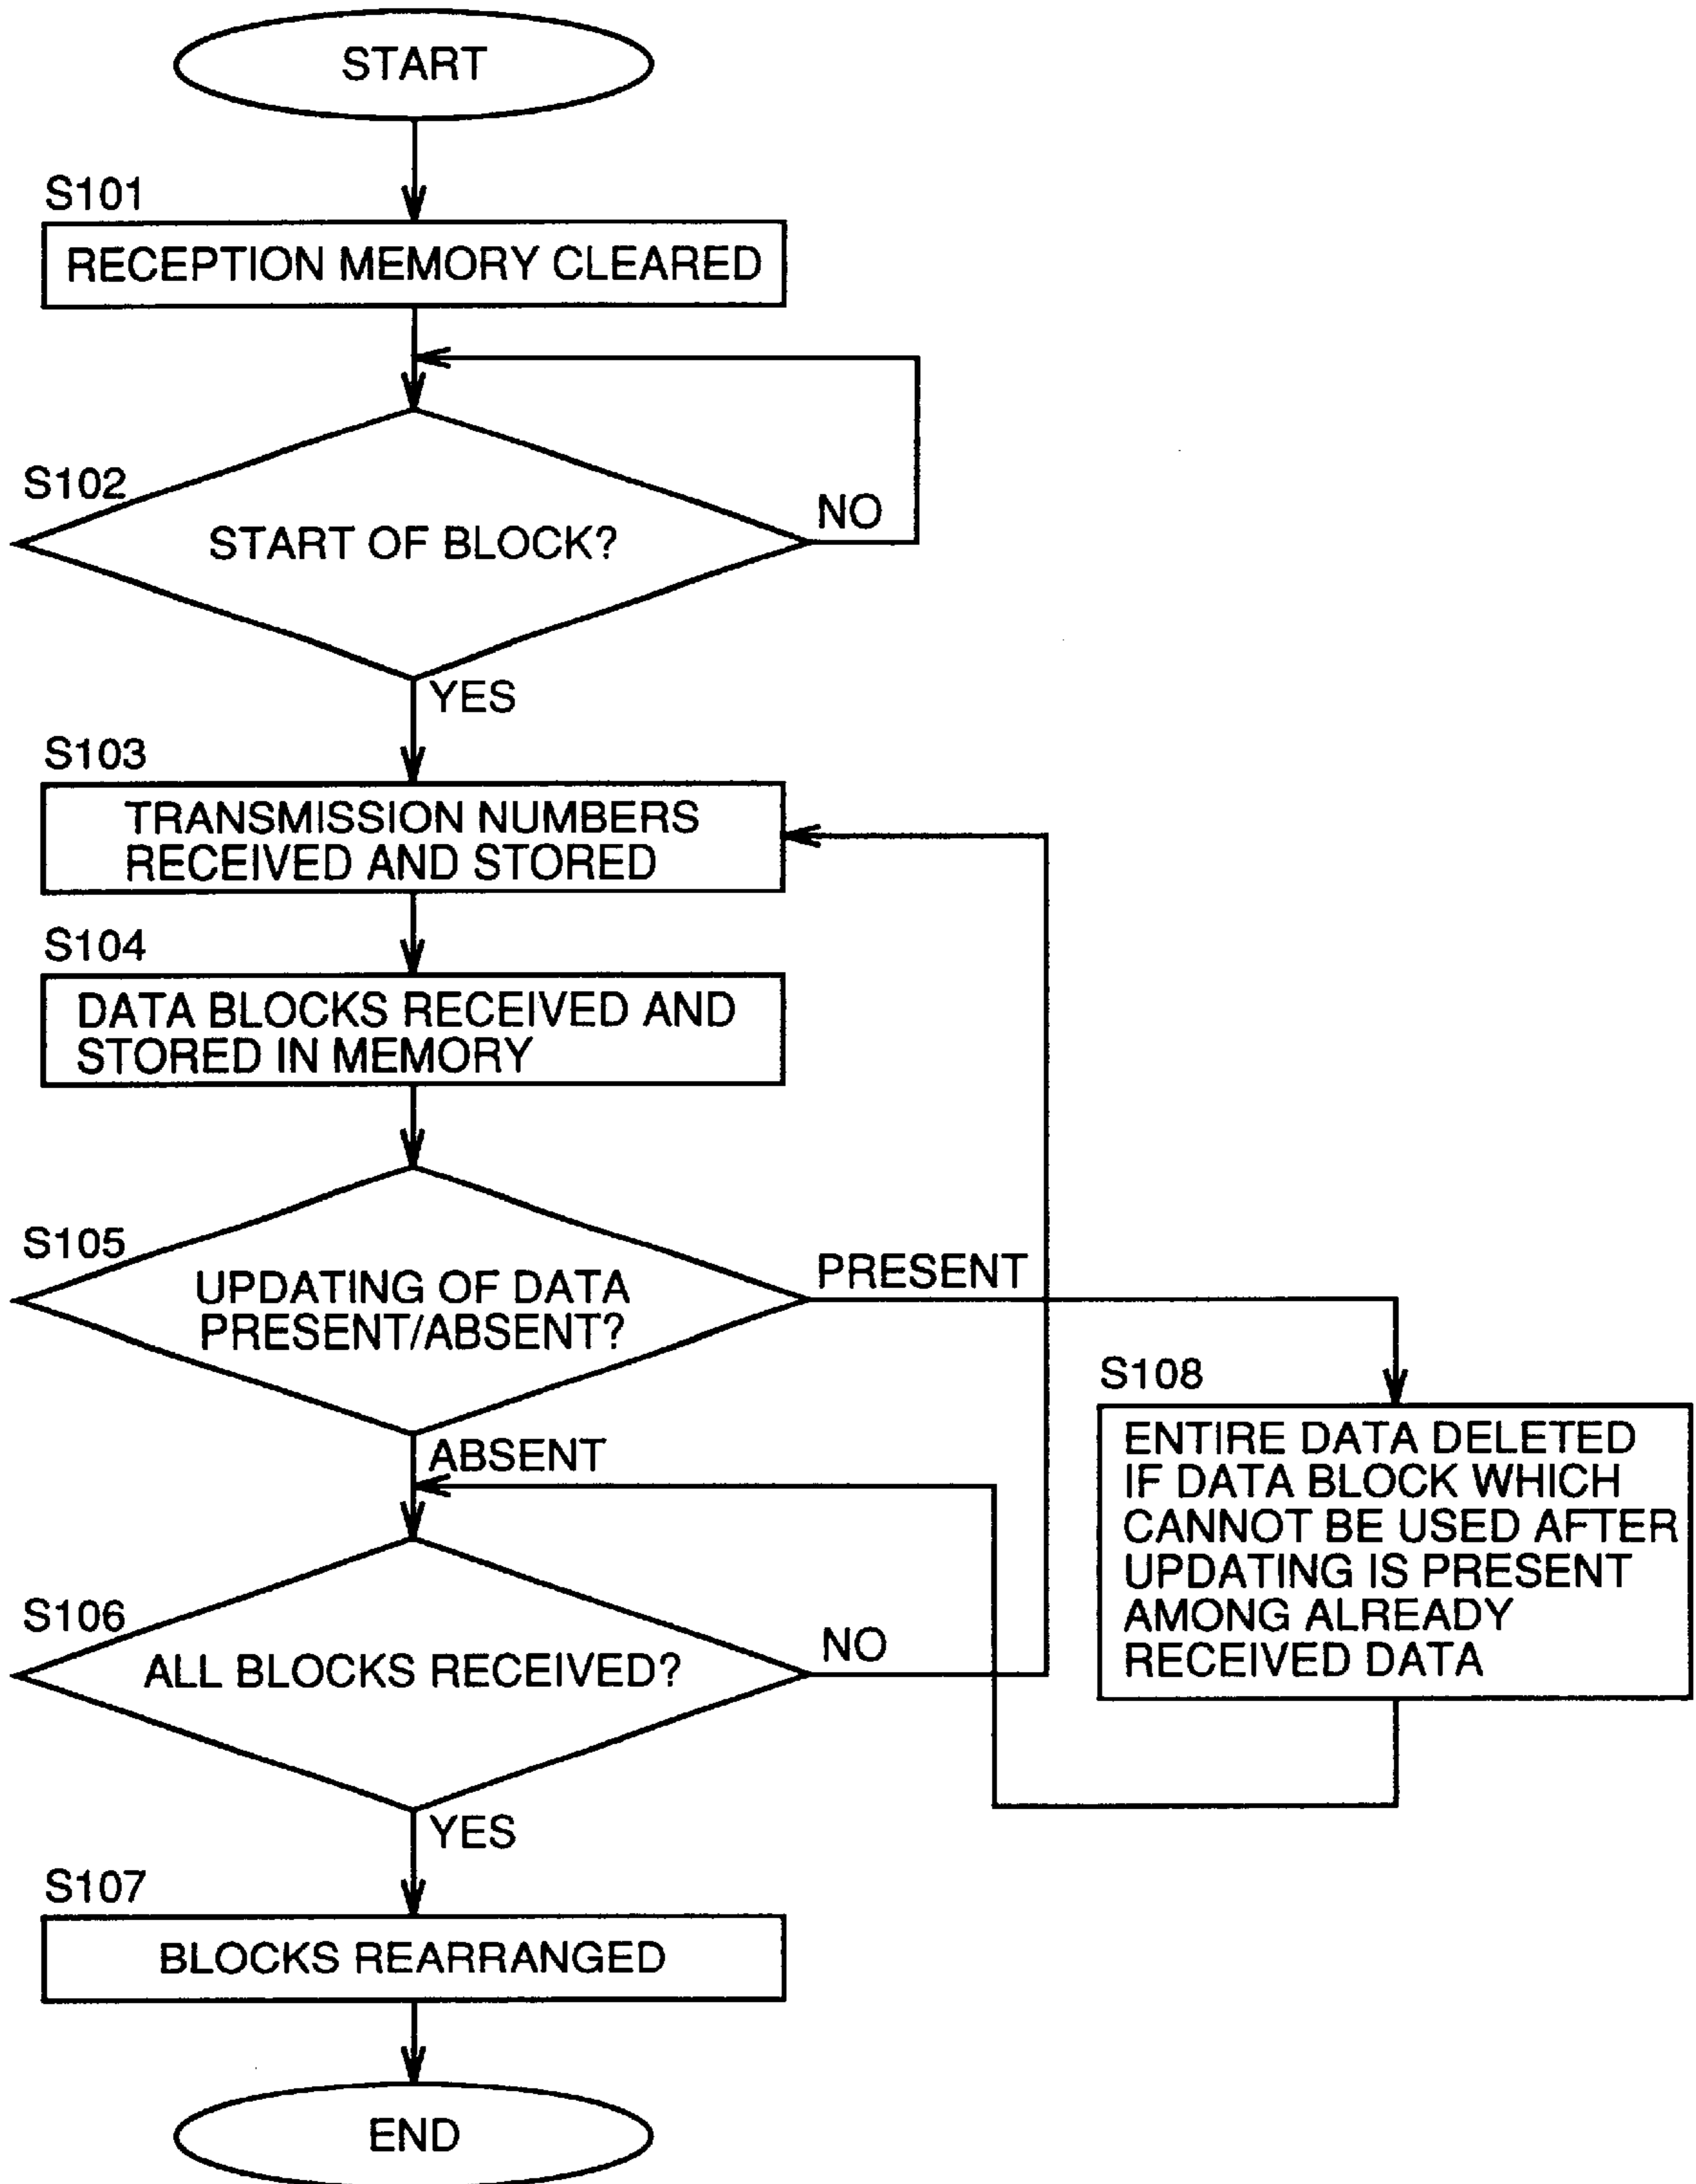 START
S101
RECEPTION MEMORY CLEARED
S102
START OF BLOCK?
NO
YES
S103
TRANSMISSION NUMBERS
RECEIVED AND STORED
S104
DATA BLOCKS RECEIVED AND
STORED IN MEMORY
S105
UPDATING OF DATA
PRESENT/ABSENT?
PRESENT
ABSENT
S108
ENTIRE DATA DELETED
IF DATA BLOCK WHICH
CANNOT BE USED AFTER
UPDATING IS PRESENT
AMONG ALREADY
RECEIVED DATA
S106
ALL BLOCKS RECEIVED?
NO
YES
S107
BLOCKS REARRANGED
END